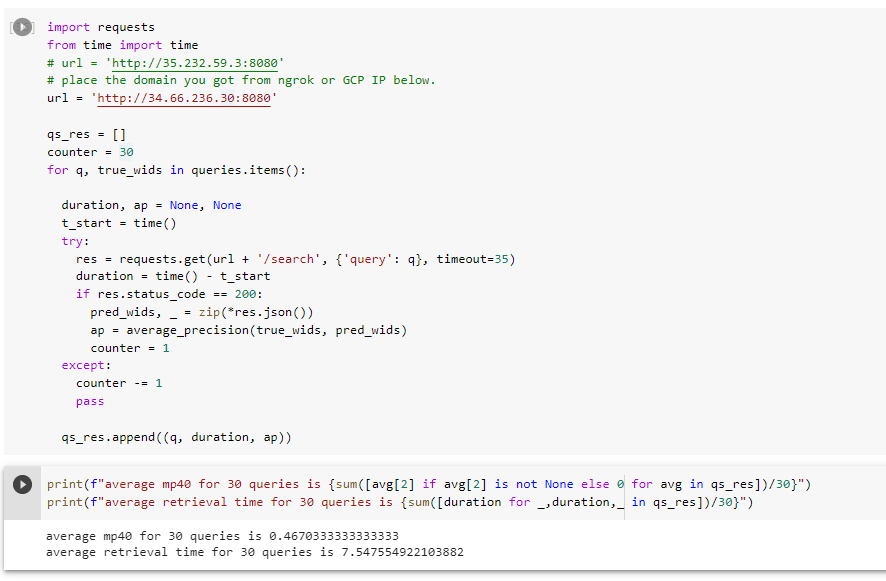 import requests
from time import time
# url = 'http://35.232.59.3:8080'
# place the domain you got from ngrok or GCP IP below.
url = 'http://34.66.236.30:8080'
qs_res = []
counter = 30
for q, true_wids in queries.items():
duration, ap = None, None
t_start = time()
try:
res = requests.get(url + '/search', {'query': q}, timeout=35)
duration = time() - t_start
if res.status_code == 200:
pred_wids, _ = zip(*res.json())
ap = average_precision(true_wids, pred_wids)
counter = 1
except:
counter -= 1
pass
qs_res.append((q, duration, ap))
print(f"average mp40 for 30 queries is {sum([avg[2] if avg[2] is not None else 0 for avg in qs_res])/30}")
print(f"average retrieval time for 30 queries is {sum([duration for _,duration,_ in qs_res])/30}")
average mp40 for 30 queries is 0.4670333333333333
average retrieval time for 30 queries is 7.547554922103882